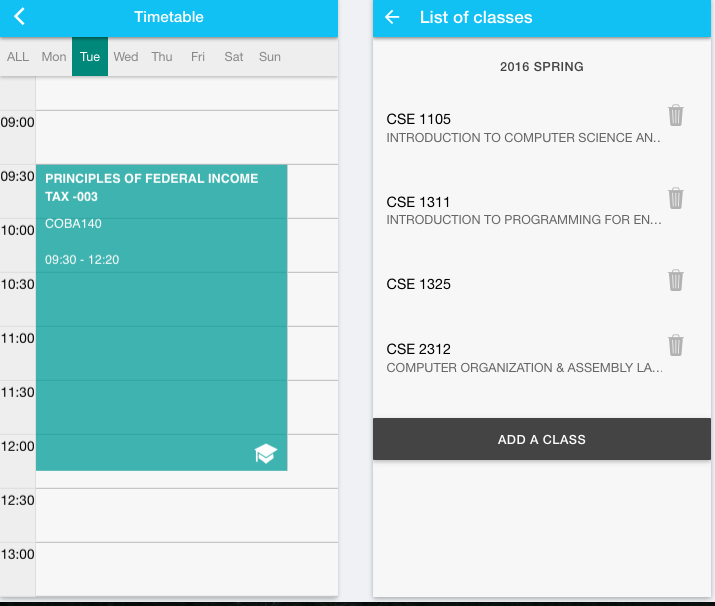 Timetable
ALL Mon Tue Wed Thu Fri Sat Sun
09:00
09:30
PRINCIPLES OF FEDERAL INCOME
TAX -003
COBA140
10:00
09:30 - 12:20
10:30
11:00
11:30
12:00
12:30
13:00
List of classes
2016 SPRING
CSE 1105
INTRODUCTION TO COMPUTER SCIENCE AN..
CSE 1311
INTRODUCTION TO PROGRAMMING FOR EN...
CSE 1325
CSE 2312
COMPUTER ORGANIZATION & ASSEMBLY LA...
ADD A CLASS